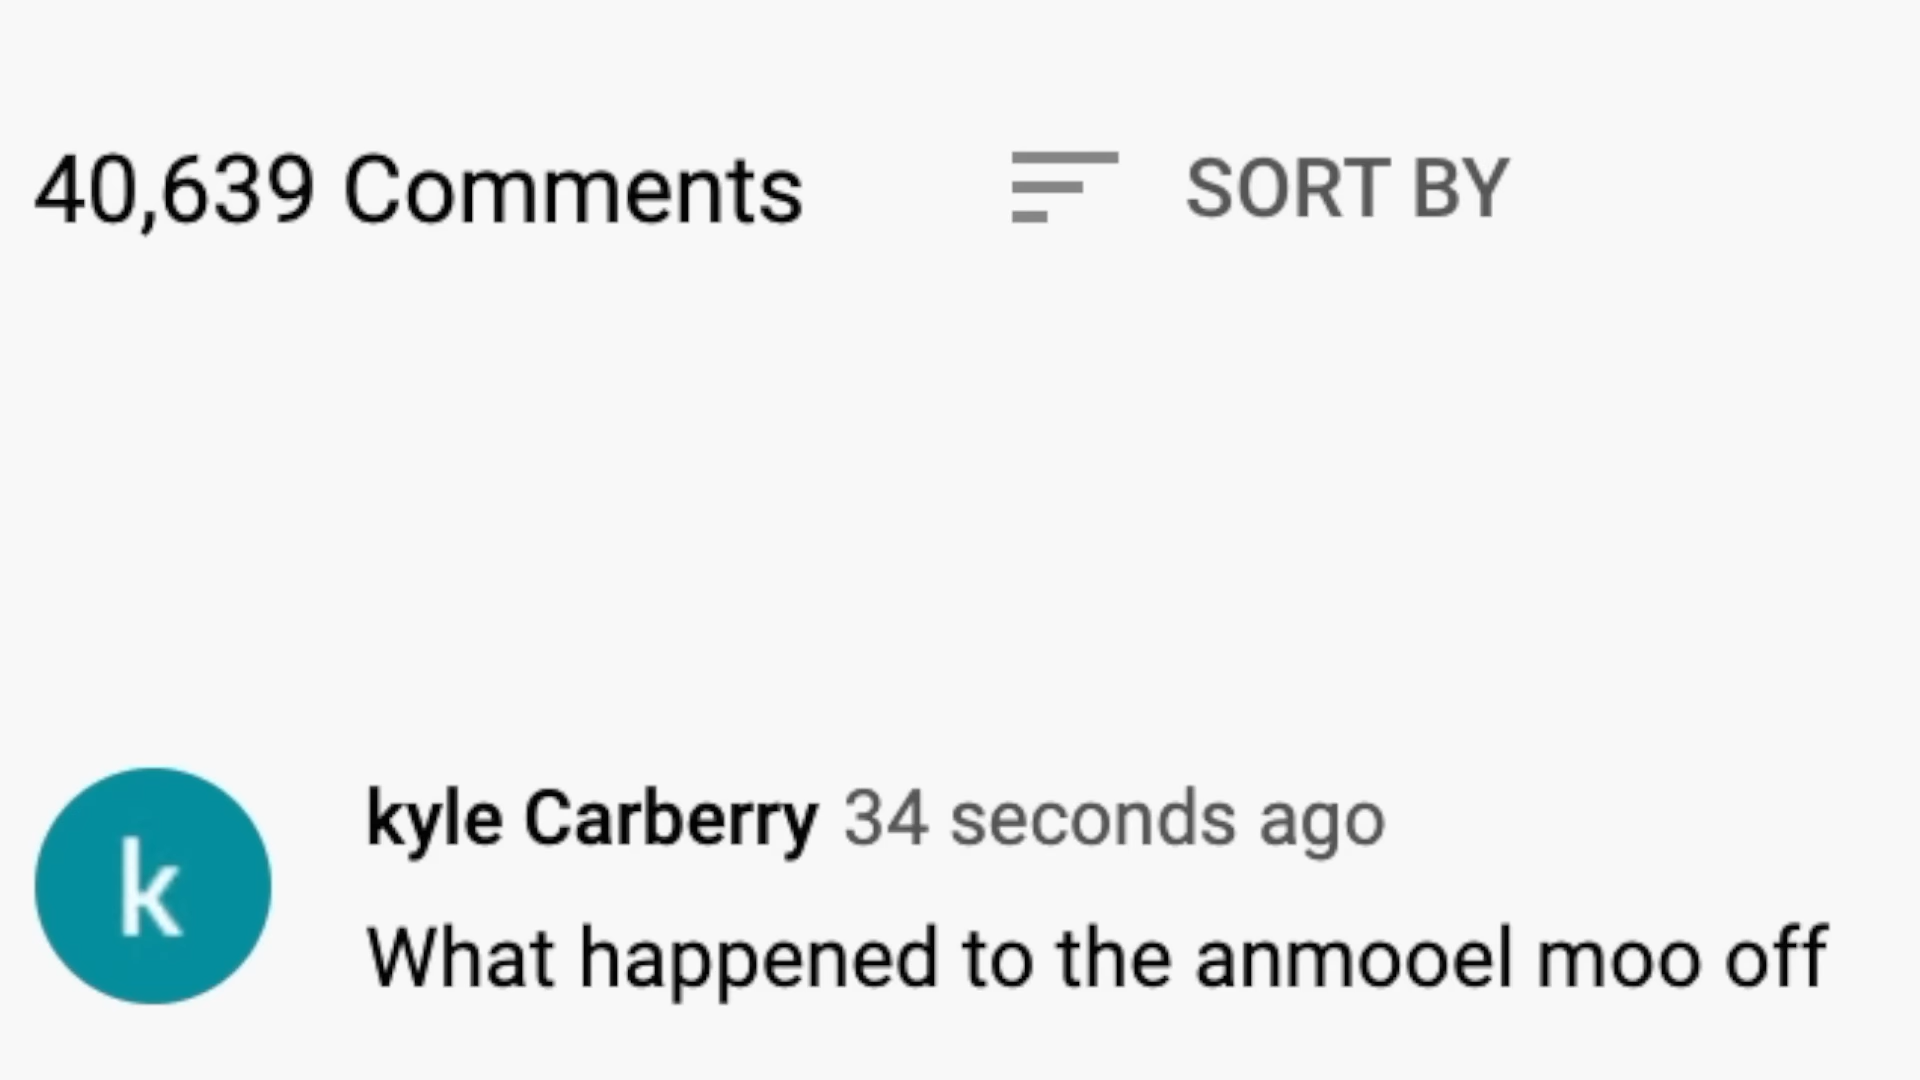 40,639 Comments SORT BY
k
kyle Carberry 34 seconds ago
What happened to the anmooel moo off